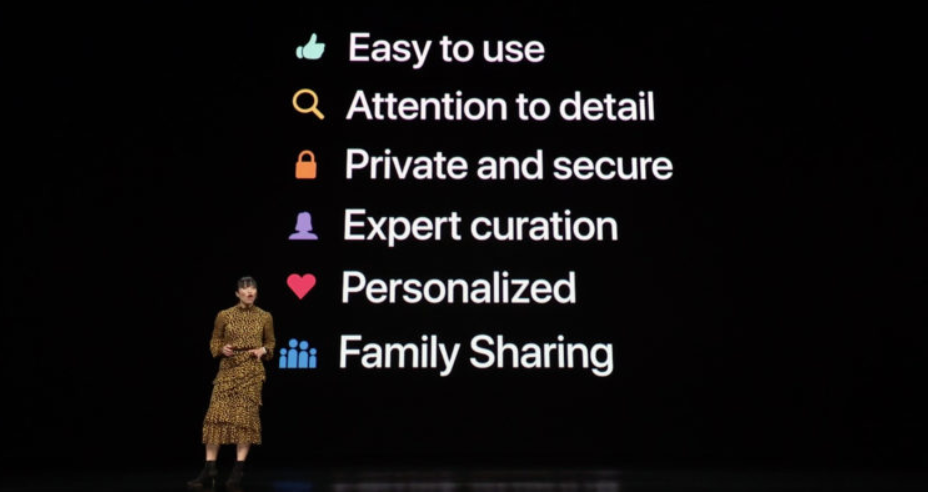 Easy to use
Attention to detail
Private and secure
Expert curation
Personalized
Family Sharing